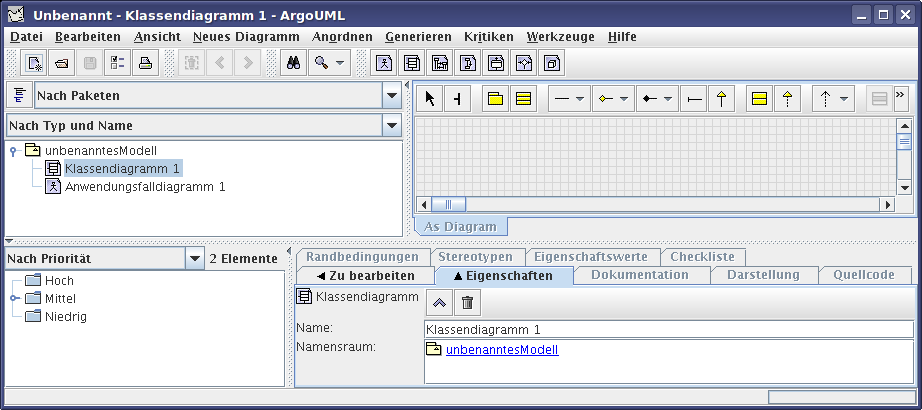 Unbenannt - Klassendiagramm 1 - ArgoUML
Datei Bearbeiten Ansicht Neues Diagramm Anordnen Generieren Kritiken Werkzeuge Hilfe
Nach Paketen
Nach Typ und Name
unbenanntesModell
Klassendiagramm 1
Anwendungsfalldiagramm 1
As Diagram
Nach Priorität 2 Elemente
Hoch
Mittel
Niedrig
Randbedingungen Stereotypen Eigenschaftswerte Checkliste
Zu bearbeiten Eigenschaften Dokumentation Darstellung Quellcode
Klassendiagramm
Name: Klassendiagramm 1
Namensraum: unbenanntesModell